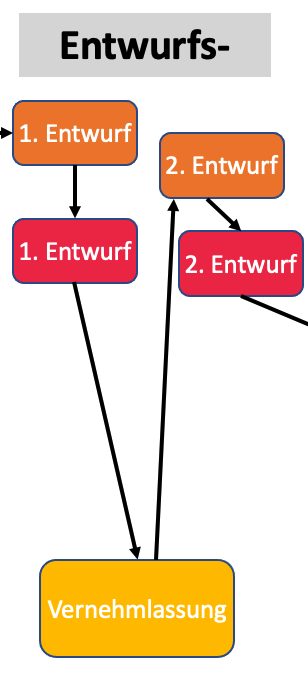 Entwurfs-
1. Entwurf
2. Entwurf
1. Entwurf
2. Entwurf
Vernehmlassung